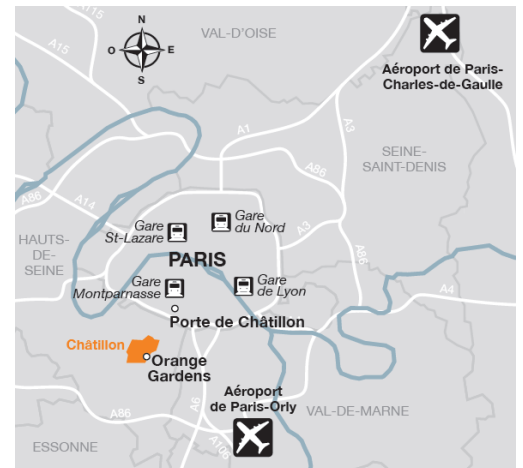 A115
N
VAL-D'OISE
A15
O
E
S
Aéroport de Paris-
Charles-de-Gaulle
A1
A3
SEINE-
SAINT-DENIS
A86
A86
A14
Gare
St-Lazare
Gare
du Nord
A3
HAUTS-
DE-
SEINE
PARIS
A86
Gare
Montparnasse
Gare
de Lyon
A4
Porte de Châtillon
Châtillon
Orange
Gardens
Aéroport
de Paris-Orly
A6
VAL-DE-MARNE
A86
A106
ESSONNE